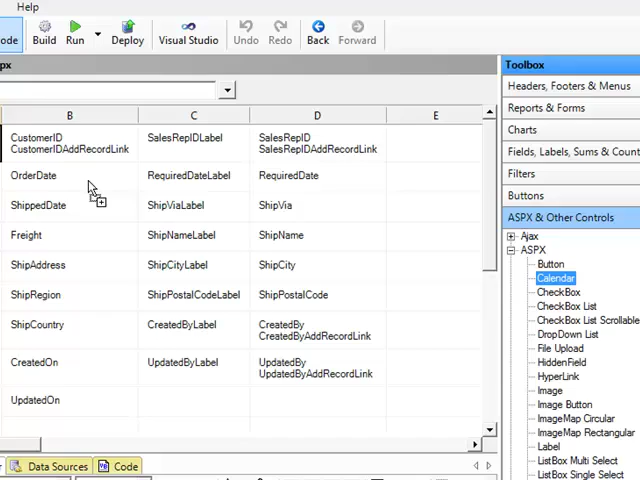 Help
ode
Build
Run
Deploy
Visual Studio
Undo
Redo
Back
Forward
px
Toolbox
Headers, Footers & Menus
Reports & Forms
Charts
Fields, Labels, Sums & Count
Filters
Buttons
ASPX & Other Controls
Ajax
ASPX
Button
Calendar
CheckBox
CheckBox List
CheckBox List Scrollable
DropDown List
File Upload
HiddenField
HyperLink
Image
Image Button
ImageMap Circular
ImageMap Rectangular
Label
ListBox Multi Select
ListBox Single Select
B C D E
CustomerID SalesRepIDLabel SalesRepID
CustomerIDAddRecordLink SalesRepIDAddRecordLink
OrderDate RequiredDateLabel RequiredDate
ShippedDate ShipViaLabel ShipVia
Freight ShipNameLabel ShipName
ShipAddress ShipCityLabel ShipCity
ShipRegion ShipPostalCodeLabel ShipPostalCode
ShipCountry CreatedByLabel CreatedBy
CreatedByAddRecordLink
CreatedOn UpdatedByLabel UpdatedBy
UpdatedByAddRecordLink
UpdatedOn
Data Sources
Code